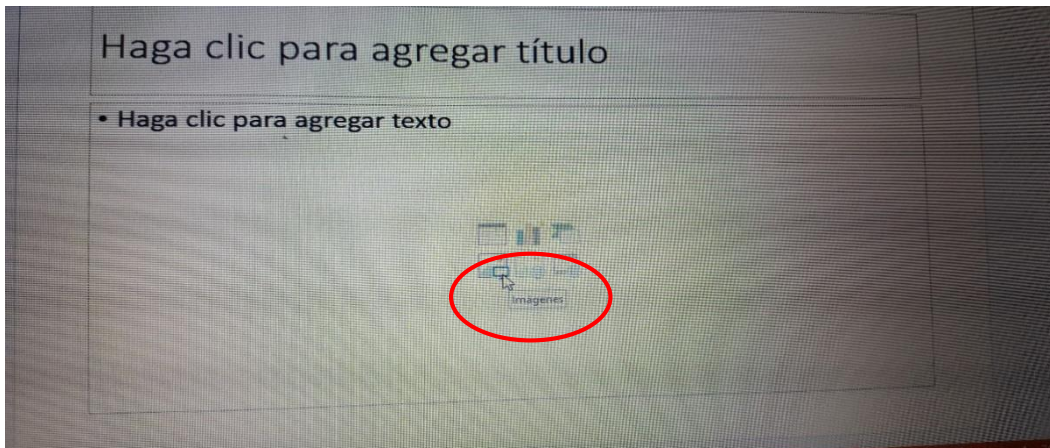 Haga clic para agregar título
• Haga clic para agregar texto
Imágenes